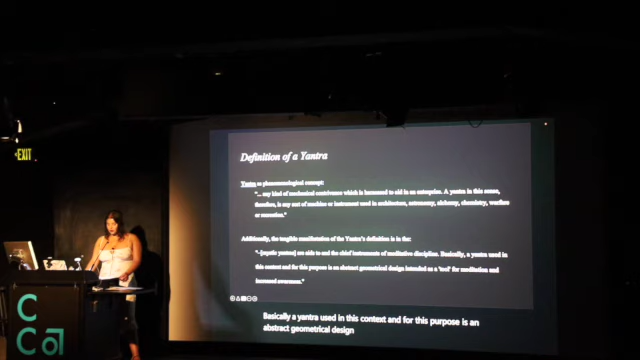 EXIT
Definition of a Yantra
Yantra as phenomenological concept:
"... any kind of mechanical contrivance which is harnessed to aid in an enterprise. A yantra in this sense,
therefore, is any sort of machine or instrument used in architecture, astronomy, alchemy, chemistry, warfare
or recreation."
Additionally, the tangible manifestation of the Yantra's definition is in the:
"-[mystic yantras] are aids to and the chief instruments of meditative discipline. Basically, a yantra used in
this context and for this purpose is an abstract geometrical design intended as a 'tool' for meditation and
increased awareness."
Basically a yantra used in this context and for this purpose is an
abstract geometrical design
C
C